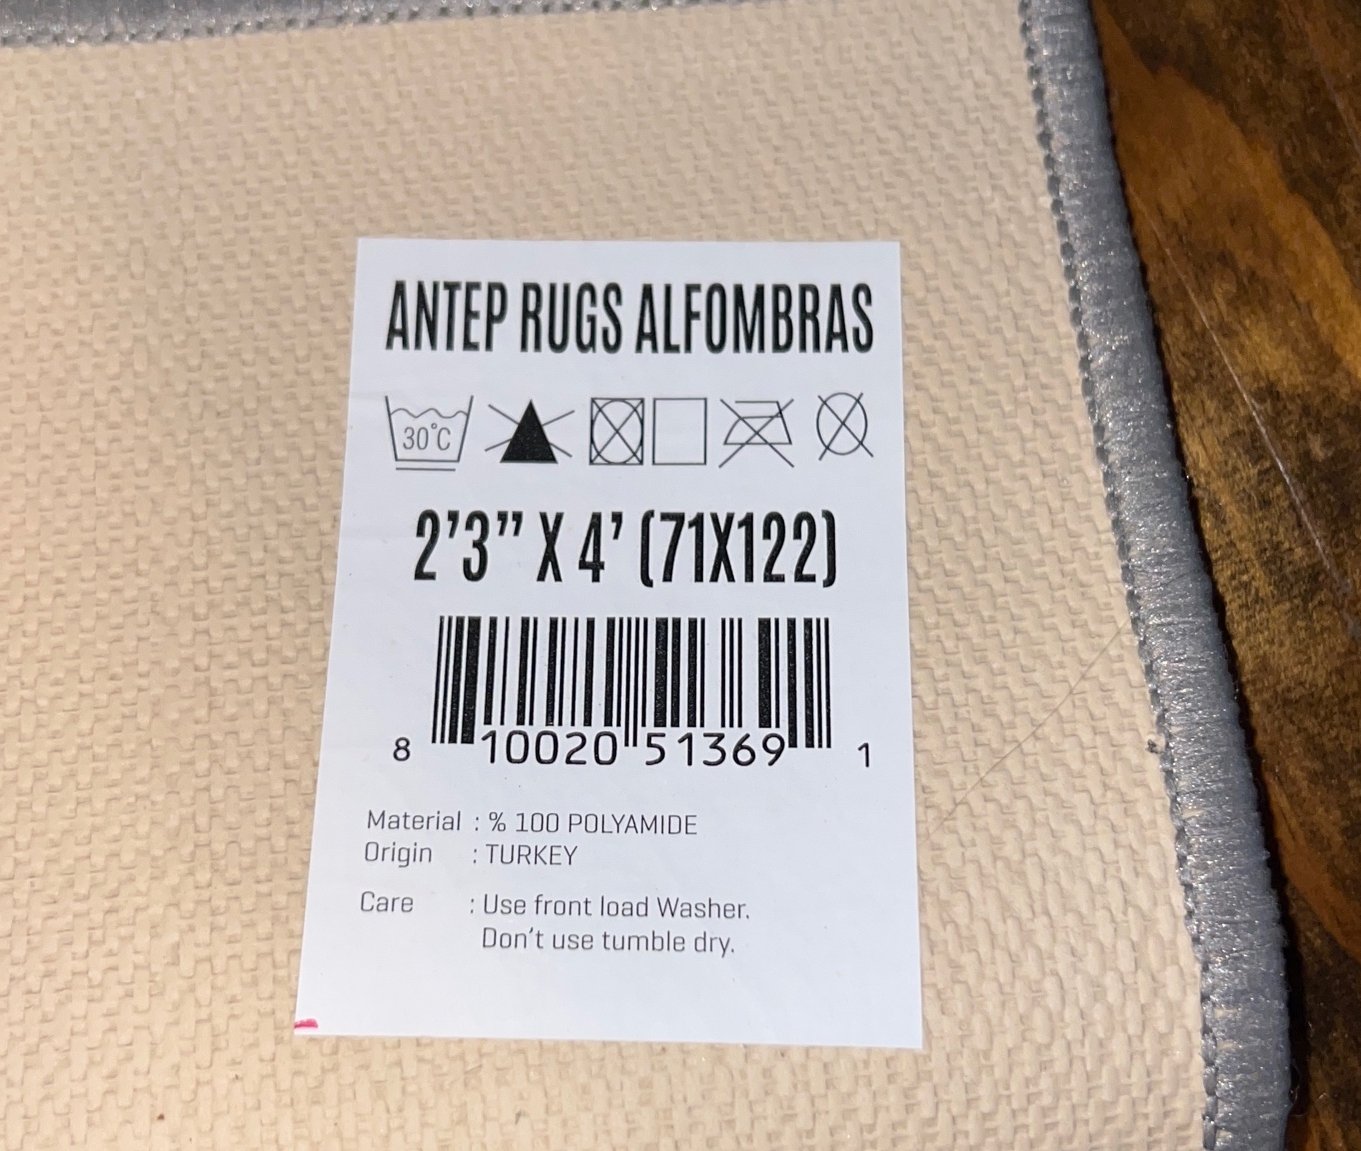 ANTEP RUGS ALFOMBRAS
30°C
2'3" X 4' (71X122)
8 10020 51369 1
Material : % 100 POLYAMIDE
Origin : TURKEY
Care : Use front load Washer.
Don't use tumble dry.